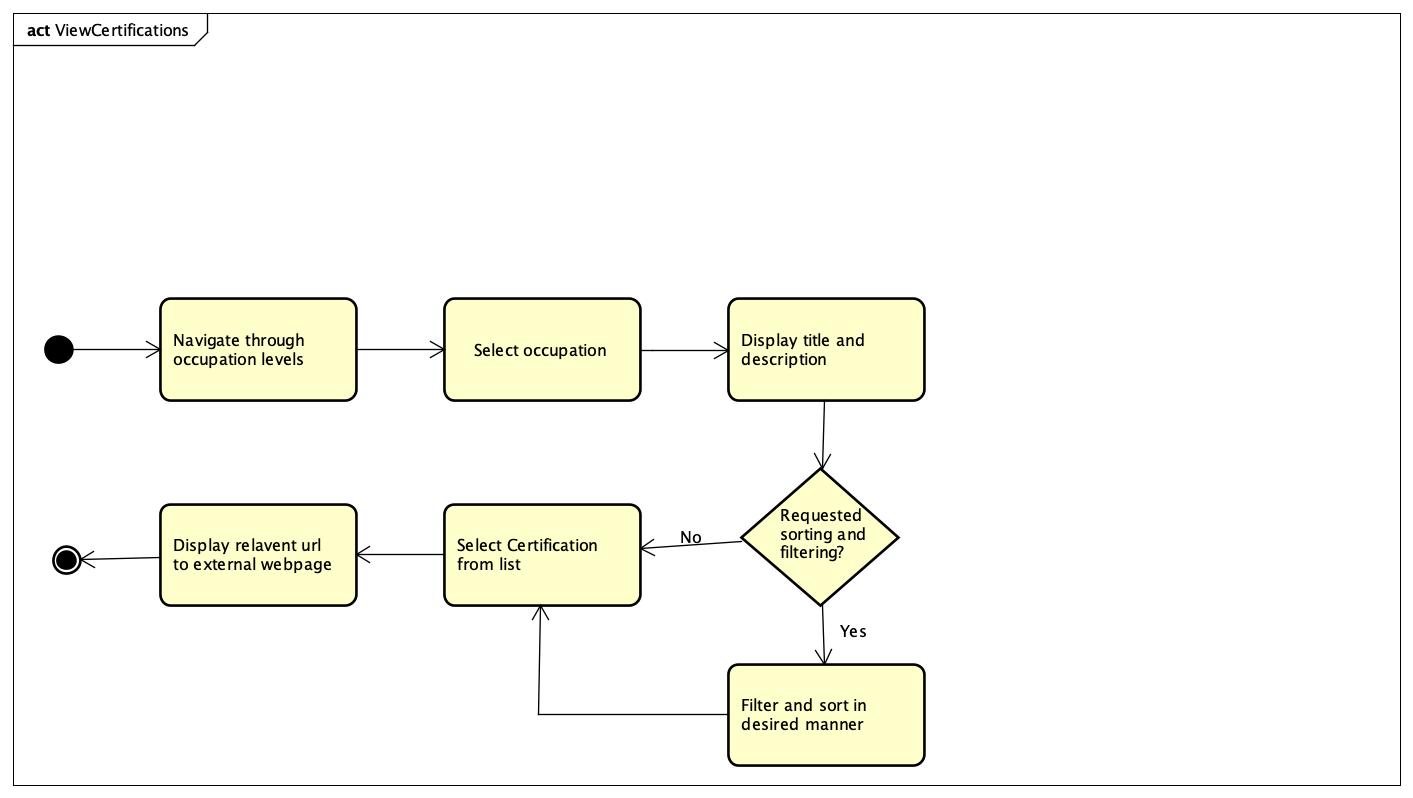 act ViewCertifications
Navigate through
occupation levels
Select occupation
Display title and
description
Requested
sorting and
filtering?
No
Select Certification
from list
Display relavent url
to external webpage
Yes
Filter and sort in
desired manner